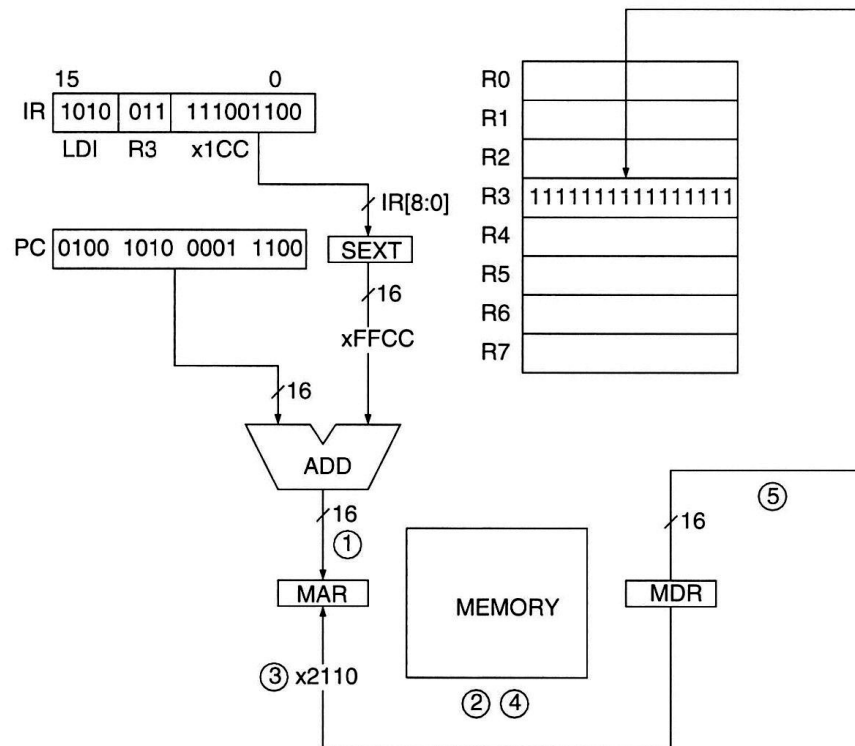 15 0
IR 1010 011 111001100
LDI R3 x1CC
IR[8:0]
PC 0100 1010 0001 1100
SEXT
16
xFFCC
16
ADD
16
①
MAR
③ x2110
MEMORY
② ④
R0
R1
R2
R3 1111111111111111
R4
R5
R6
R7
⑤
16
MDR